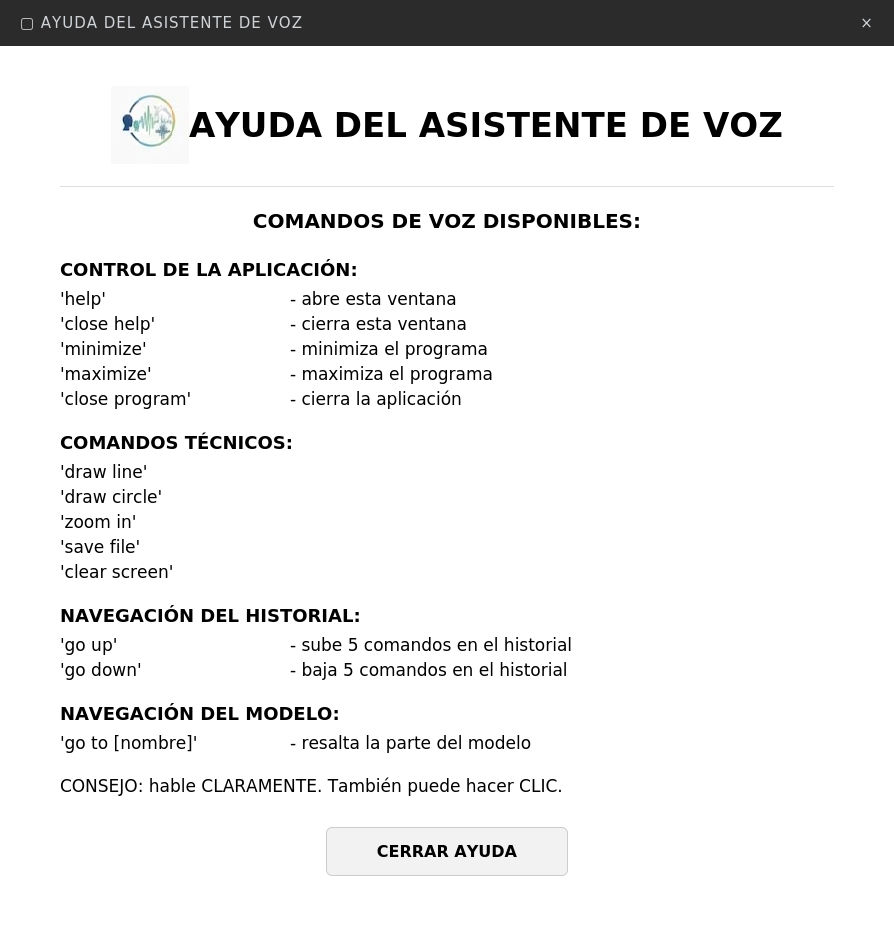 AYUDA DEL ASISTENTE DE VOZ
×
AYUDA DEL ASISTENTE DE VOZ
COMANDOS DE VOZ DISPONIBLES:
CONTROL DE LA APLICACIÓN:
'help' - abre esta ventana
'close help' - cierra esta ventana
'minimize' - minimiza el programa
'maximize' - maximiza el programa
'close program' - cierra la aplicación
COMANDOS TÉCNICOS:
'draw line'
'draw circle'
'zoom in'
'save file'
'clear screen'
NAVEGACIÓN DEL HISTORIAL:
'go up' - sube 5 comandos en el historial
'go down' - baja 5 comandos en el historial
NAVEGACIÓN DEL MODELO:
'go to [nombre]' - resalta la parte del modelo
CONSEJO: hable CLARAMENTE. También puede hacer CLIC.
CERRAR AYUDA